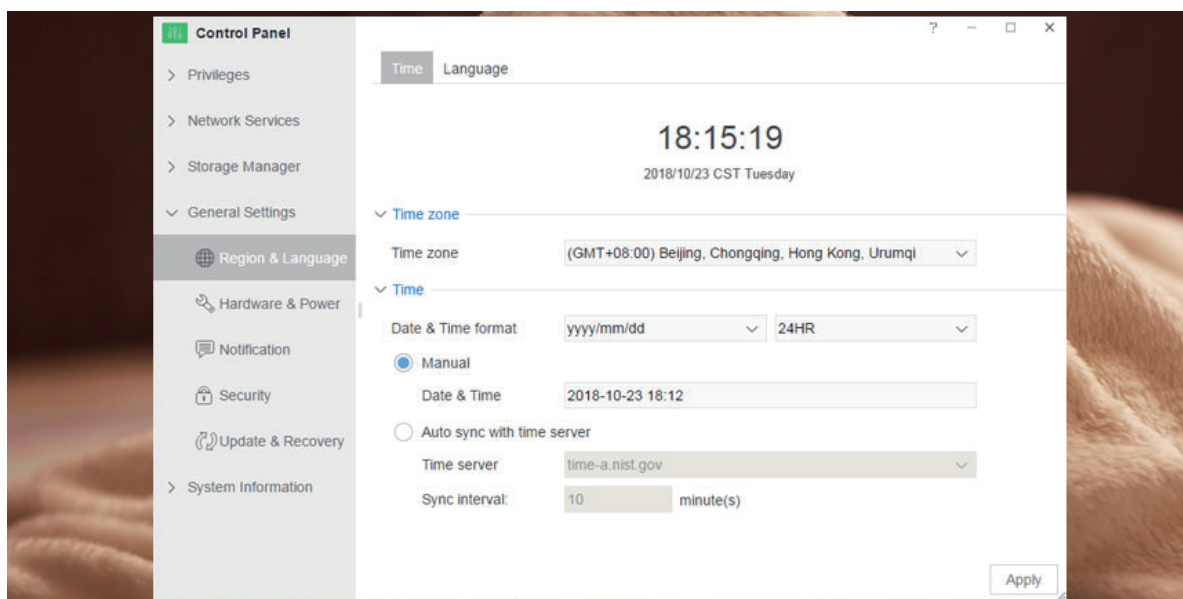 Control Panel
?
Privileges
Network Services
Storage Manager
General Settings
Region & Language
Hardware & Power
Notification
Security
Update & Recovery
System Information
Time Language
18:15:19
2018/10/23 CST Tuesday
Time zone
Time zone (GMT+08:00) Beijing, Chongqing, Hong Kong, Urumqi
Time
Date & Time format yyyy/mm/dd 24HR
Manual
Date & Time 2018-10-23 18:12
Auto sync with time server
Time server time-a.nist.gov
Sync interval: 10 minute(s)
Apply